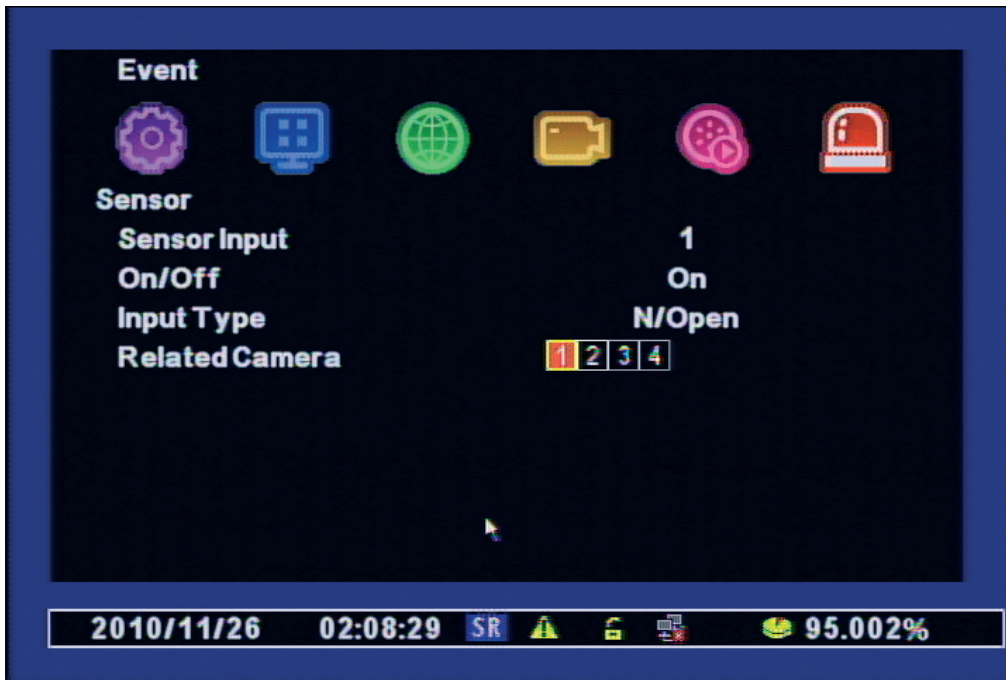 Event
Sensor
Sensor Input 1
On/Off On
Input Type N/Open
Related Camera 1 2 3 4
2010/11/26 02:08:29 SR 95.002%